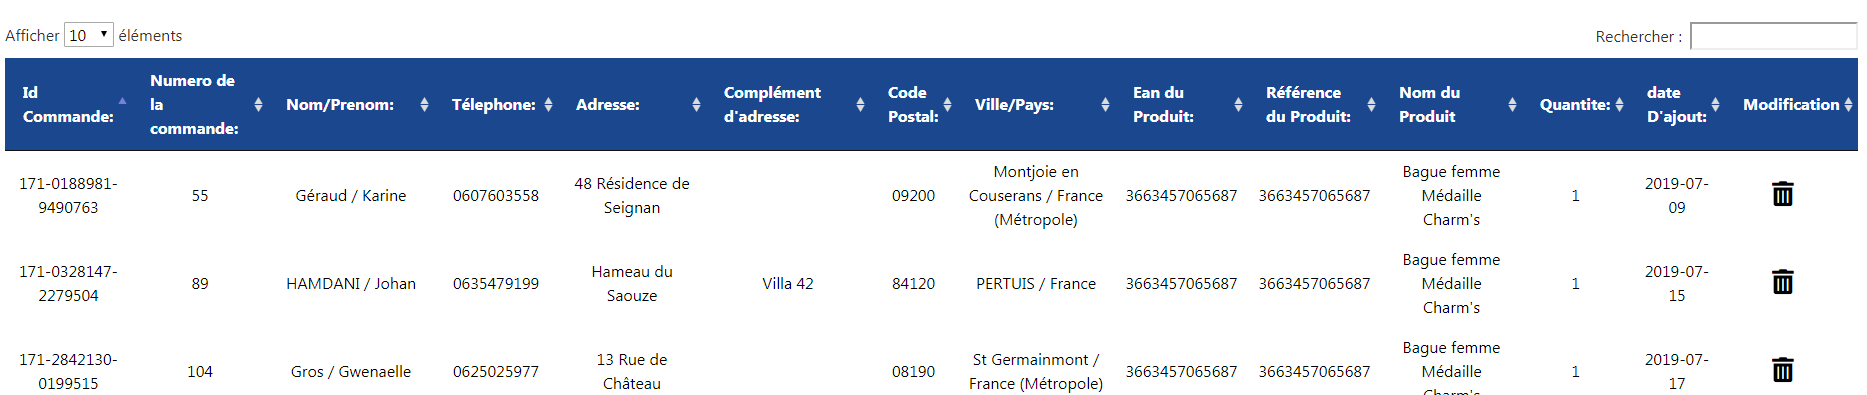 Afficher 10 éléments
Rechercher :
Id Commande:
Numero de la commande:
Nom/Prenom:
Télephone:
Adresse:
Complément d'adresse:
Code Postal:
Ville/Pays:
Ean du Produit:
Référence du Produit:
Nom du Produit
Quantite:
date D'ajout:
Modification
171-0188981-9490763
55
Géraud / Karine
0607603558
48 Résidence de Seignan
09200
Montjoie en Couserans / France (Métropole)
3663457065687
3663457065687
Bague femme Médaille Charm's
1
2019-07-09
171-0328147-2279504
89
HAMDANI / Johan
0635479199
Hameau du Saouze
Villa 42
84120
PERTUIS / France
3663457065687
3663457065687
Bague femme Médaille Charm's
1
2019-07-15
171-2842130-0199515
104
Gros / Gwenaelle
0625025977
13 Rue de Château
08190
St Germainmont / France (Métropole)
3663457065687
3663457065687
Bague femme Médaille Charm's
1
2019-07-17